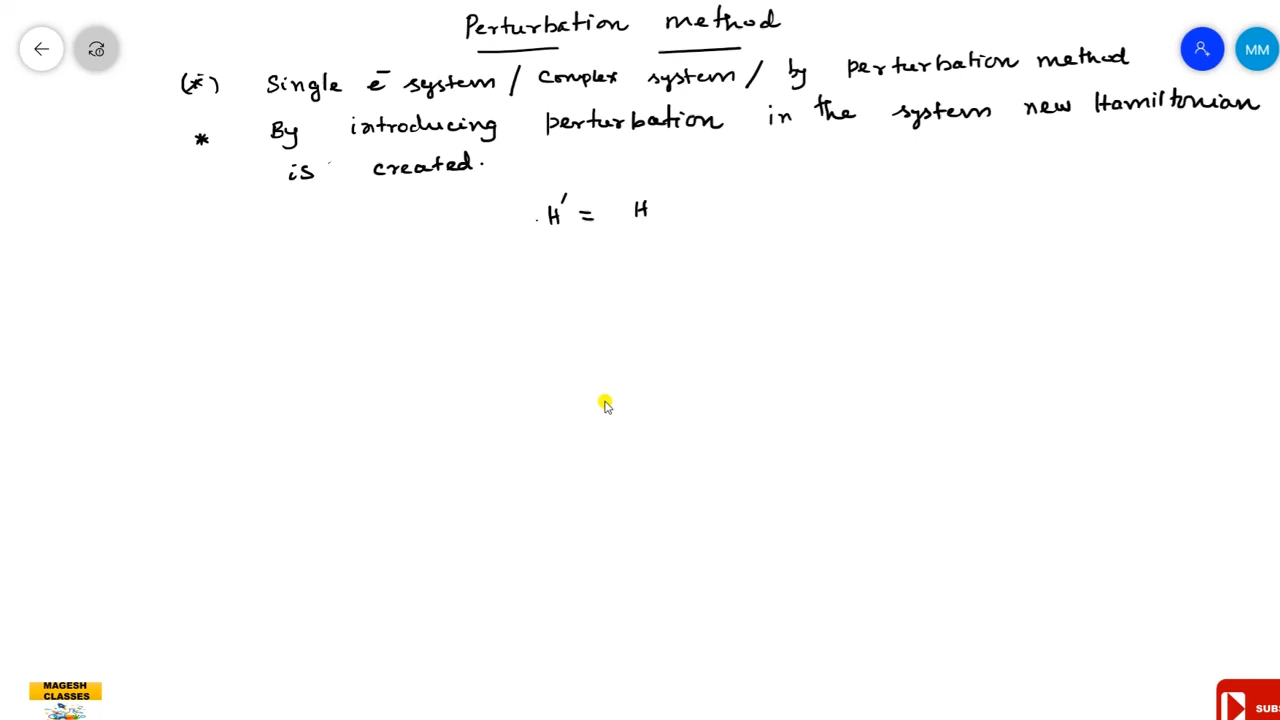 Perturbation method
MM
(*) Single e̅ system / complex system / by perturbation method
* By introducing perturbation in the system new Hamiltonian
is created.
H' = H
MAGESH
CLASSES
SUBS